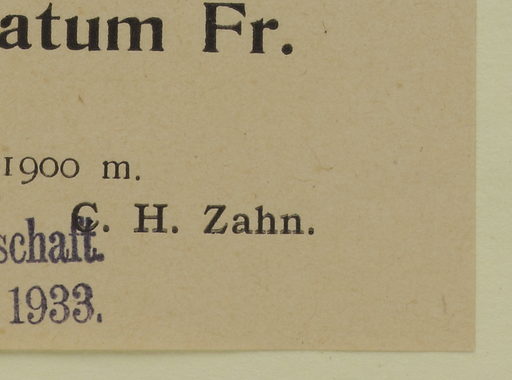 atum Fr.
1900 m.
C. H. Zahn.
schaft.
1933.